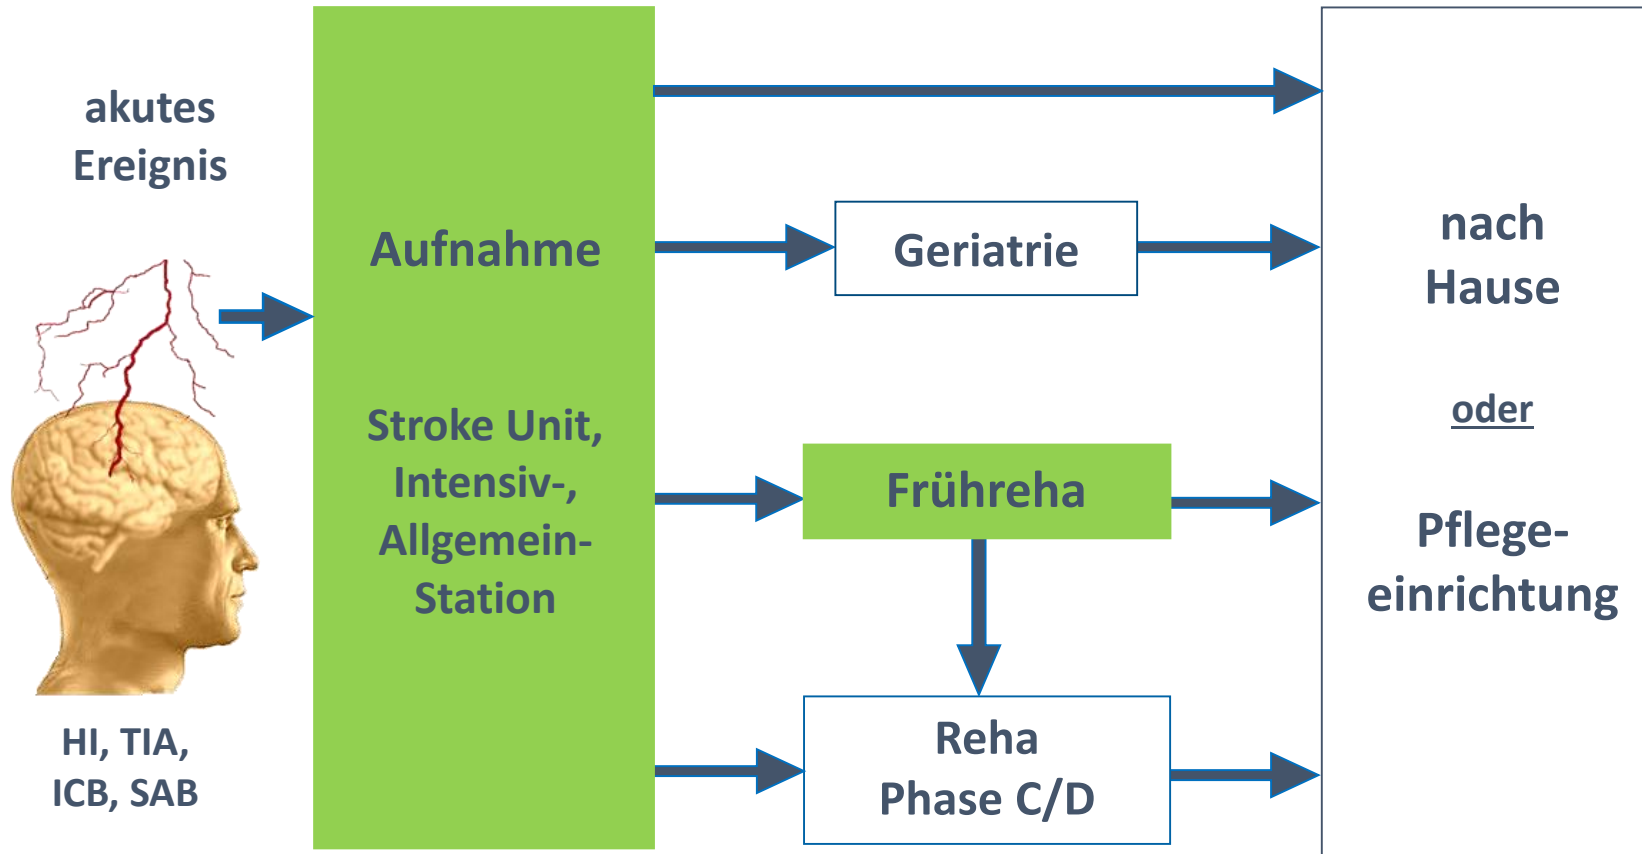 akutes
Ereignis
HI, TIA,
ICB, SAB
Aufnahme
Stroke Unit,
Intensiv-,
Allgemein-
Station
Geriatrie
Frühreha
Reha
Phase C/D
nach
Hause
oder
Pflege-
einrichtung